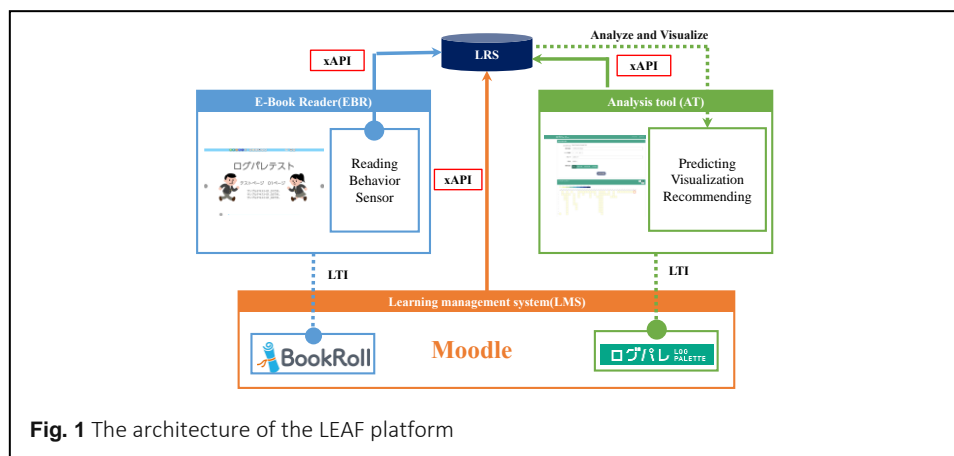 Analyze and Visualize
LRS
xAPI
xAPI
E-Book Reader(EBR)
Analysis tool (AT)
ログパレテスト
Reading
Behavior
Sensor
xAPI
Predicting
Visualization
Recommending
LTI
LTI
Learning management system(LMS)
BookRoll
Moodle
ログパレ LOG
PALETTE
Fig. 1 The architecture of the LEAF platform